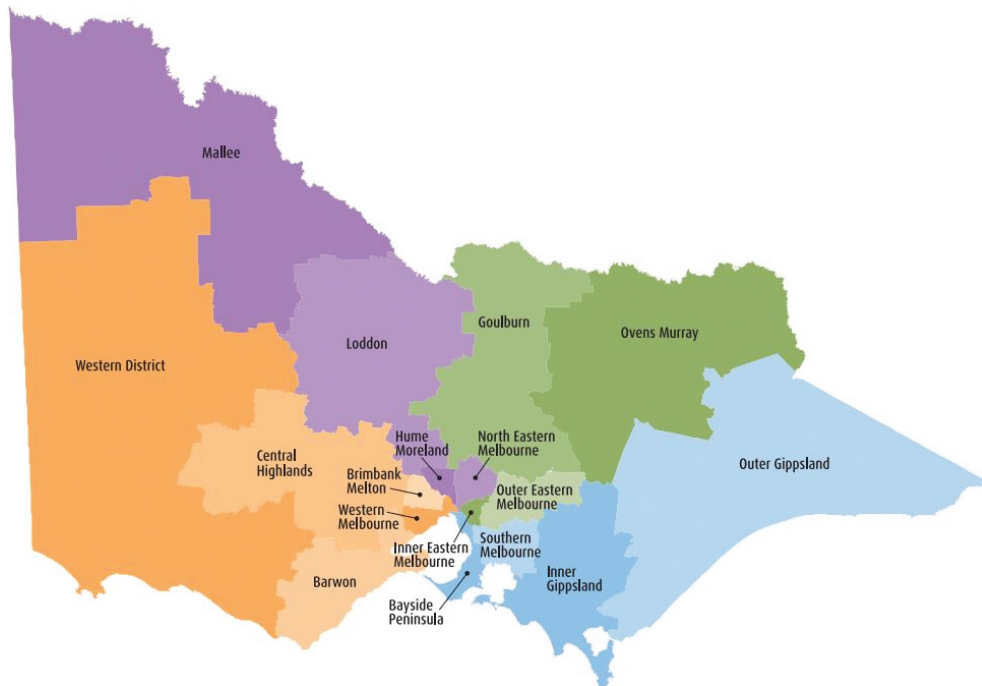 Mallee
Western District
Loddon
Goulburn
Ovens Murray
Outer Gippsland
Central
Highlands
Hume
Moreland
North Eastern
Melbourne
Brimbank
Melton
Outer Eastern
Melbourne
Western
Melbourne
Inner Eastern
Melbourne
Southern
Melbourne
Barwon
Inner
Gippsland
Bayside
Peninsula